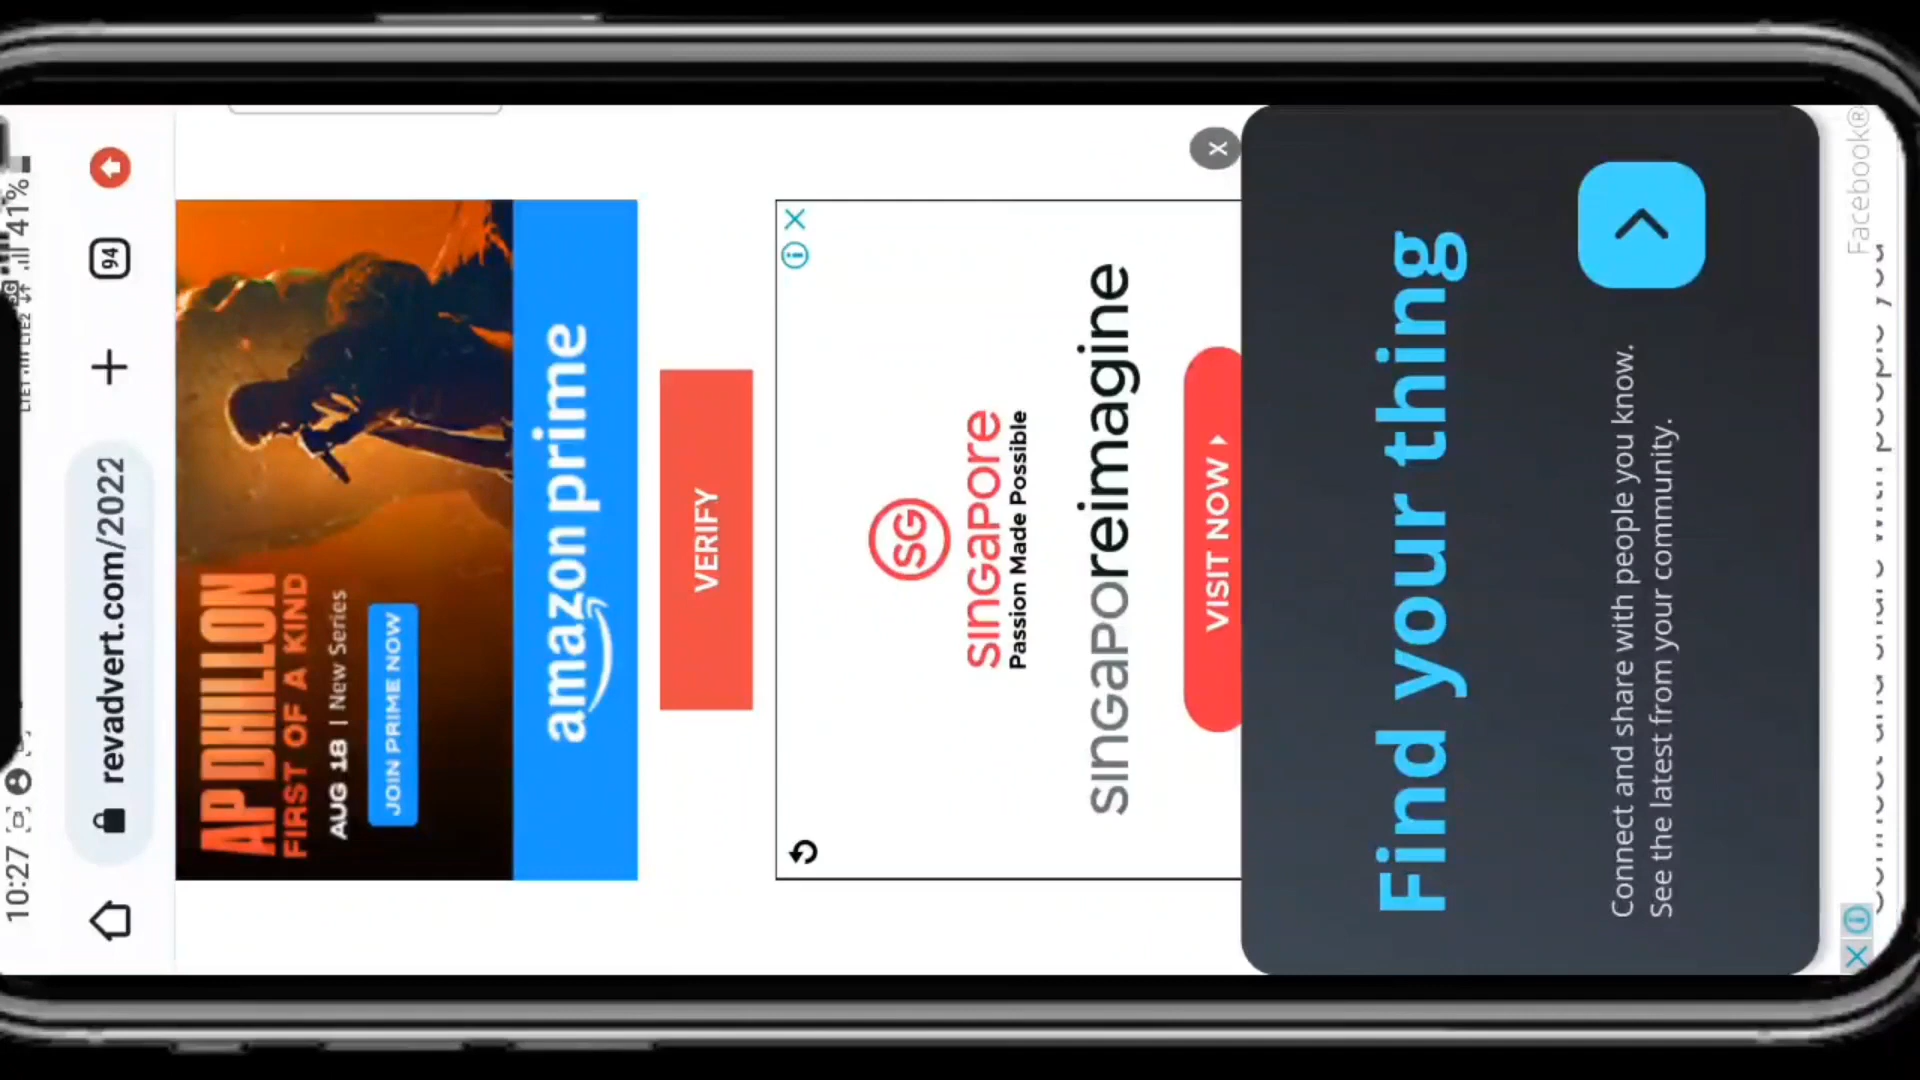 10:27
41%
revadvert.com/2022
94
AP DHILLON
FIRST OF A KIND
AUG 18 | New Series
JOIN PRIME NOW
amazon prime
VERIFY
SG
SINGAPORE
Passion Made Possible
SINGAPOREimagine
VISIT NOW
x
Find your thing
Connect and share with people you know.
See the latest from your community.
Facebook®